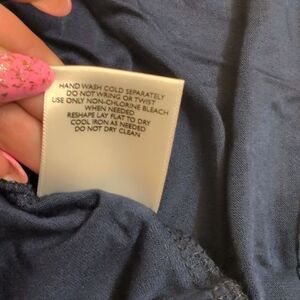 HAND WASH COLD SEPARATELY
DO NOT WRING OR TWIST
USE ONLY NON-CHLORINE BLEACH
WHEN NEEDED
RESHAPE LAY FLAT TO DRY
COOL IRON AS NEEDED
DO NOT DRY CLEAN